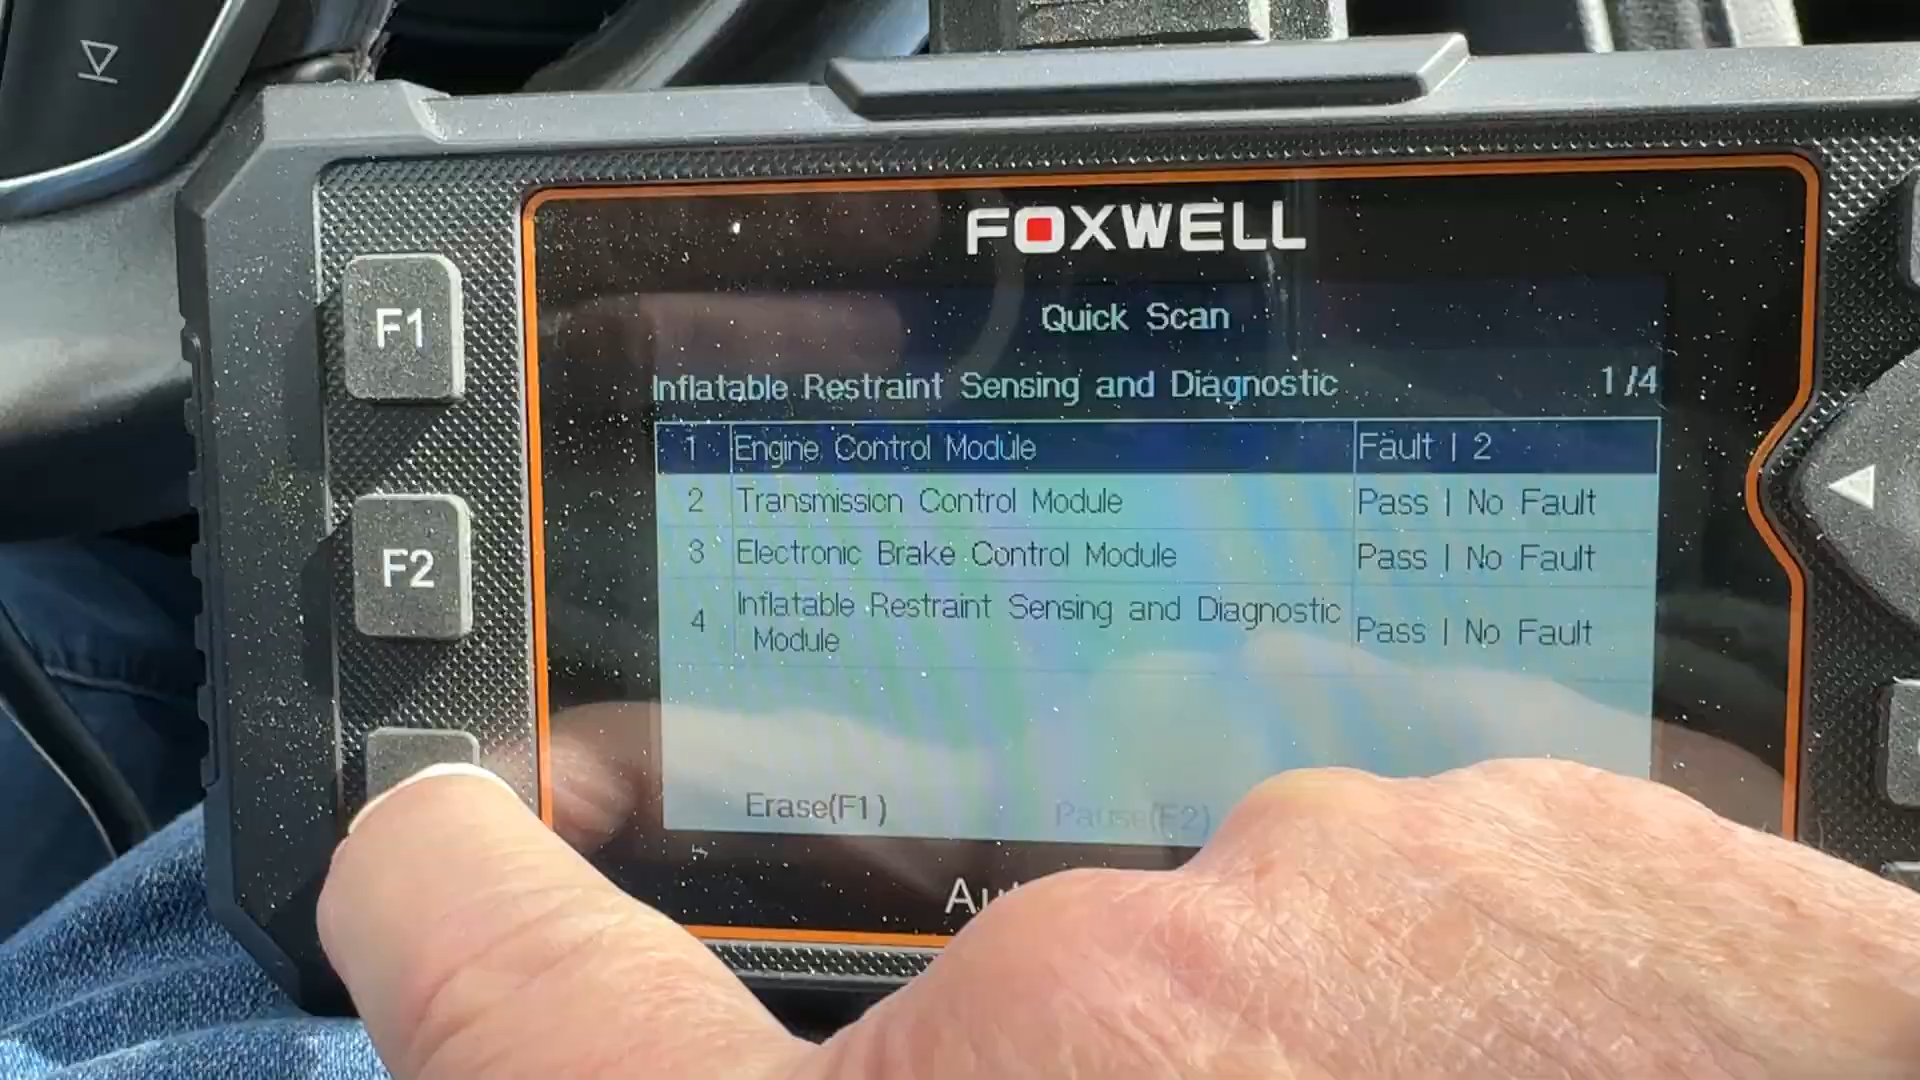 FOXWELL
Quick Scan
Inflatable Restraint Sensing and Diagnostic 1/4
1 Engine Control Module Fault | 2
2 Transmission Control Module Pass | No Fault
3 Electronic Brake Control Module Pass | No Fault
4 Inflatable Restraint Sensing and Diagnostic Module Pass | No Fault
Erase(F1) Pause(F2)
F1
F2